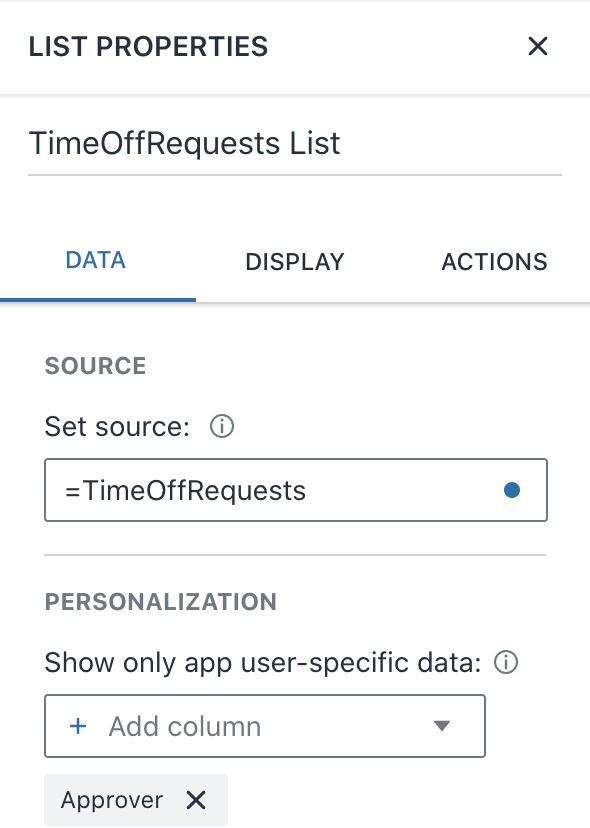 LIST PROPERTIES
TimeOffRequests List
DATA DISPLAY ACTIONS
SOURCE
Set source:
=TimeOffRequests
PERSONALIZATION
Show only app user-specific data:
+ Add column
Approver